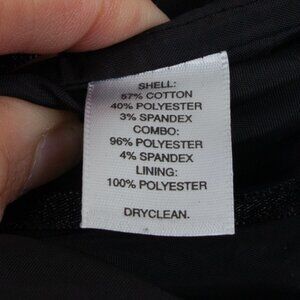 SHELL:
57% COTTON
40% POLYESTER
3% SPANDEX
COMBO:
96% POLYESTER
4% SPANDEX
LINING:
100% POLYESTER
DRYCLEAN.